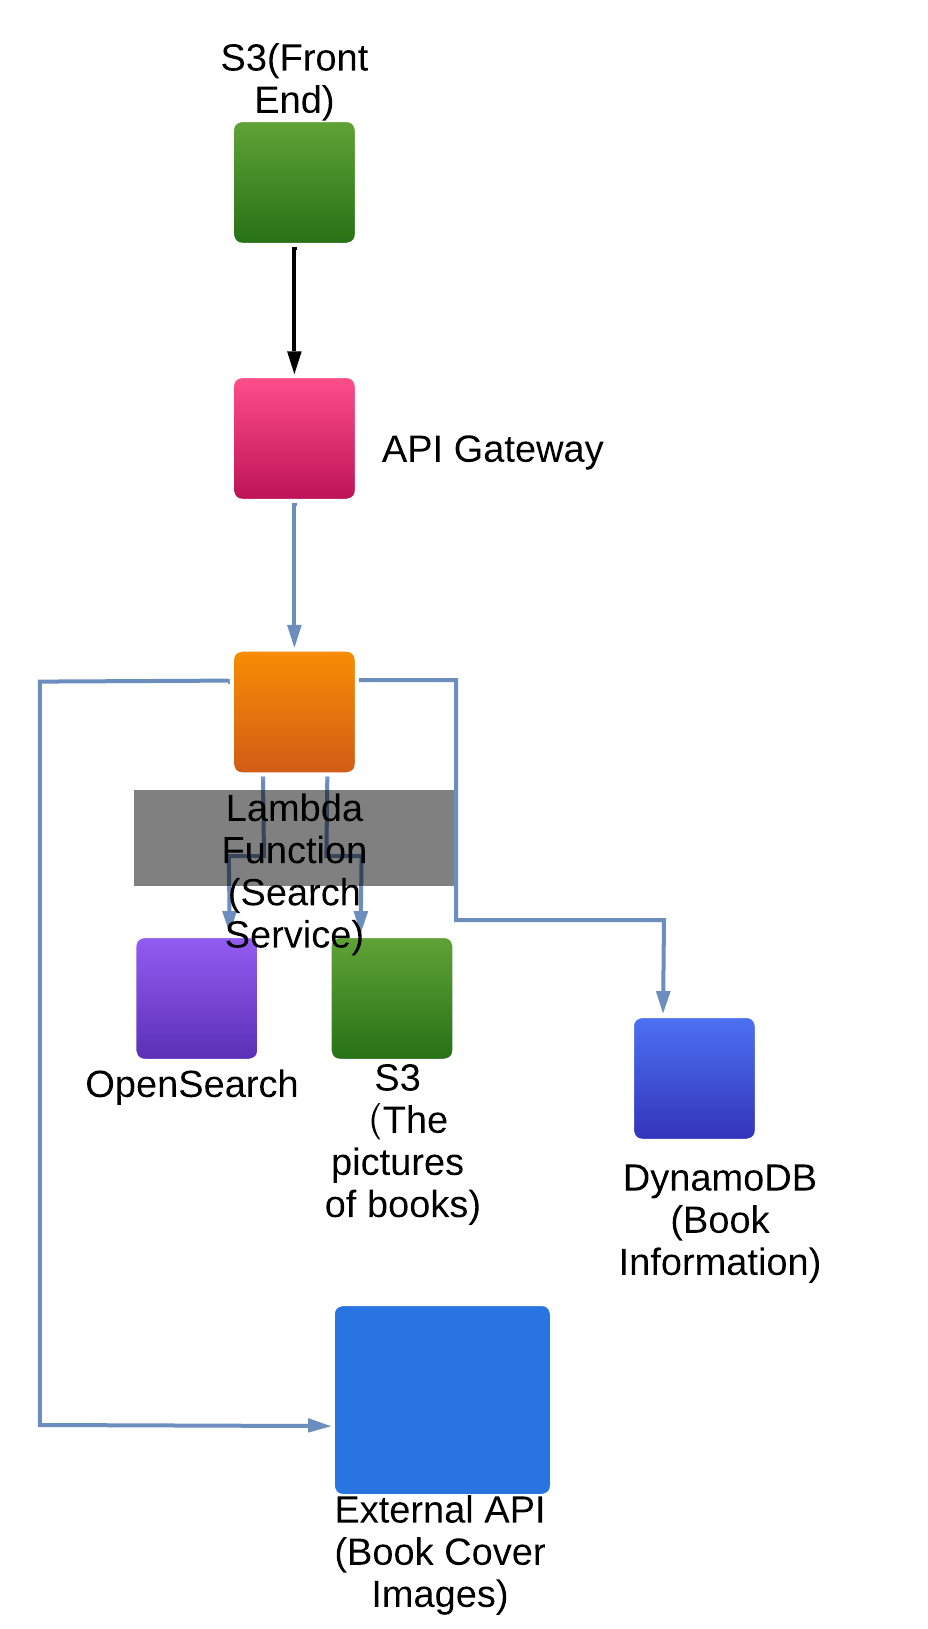 S3(Front
End)
API Gateway
Lambda
Function
(Search
Service)
OpenSearch
S3
（The
pictures
of books)
DynamoDB
(Book
Information)
External API
(Book Cover
Images)